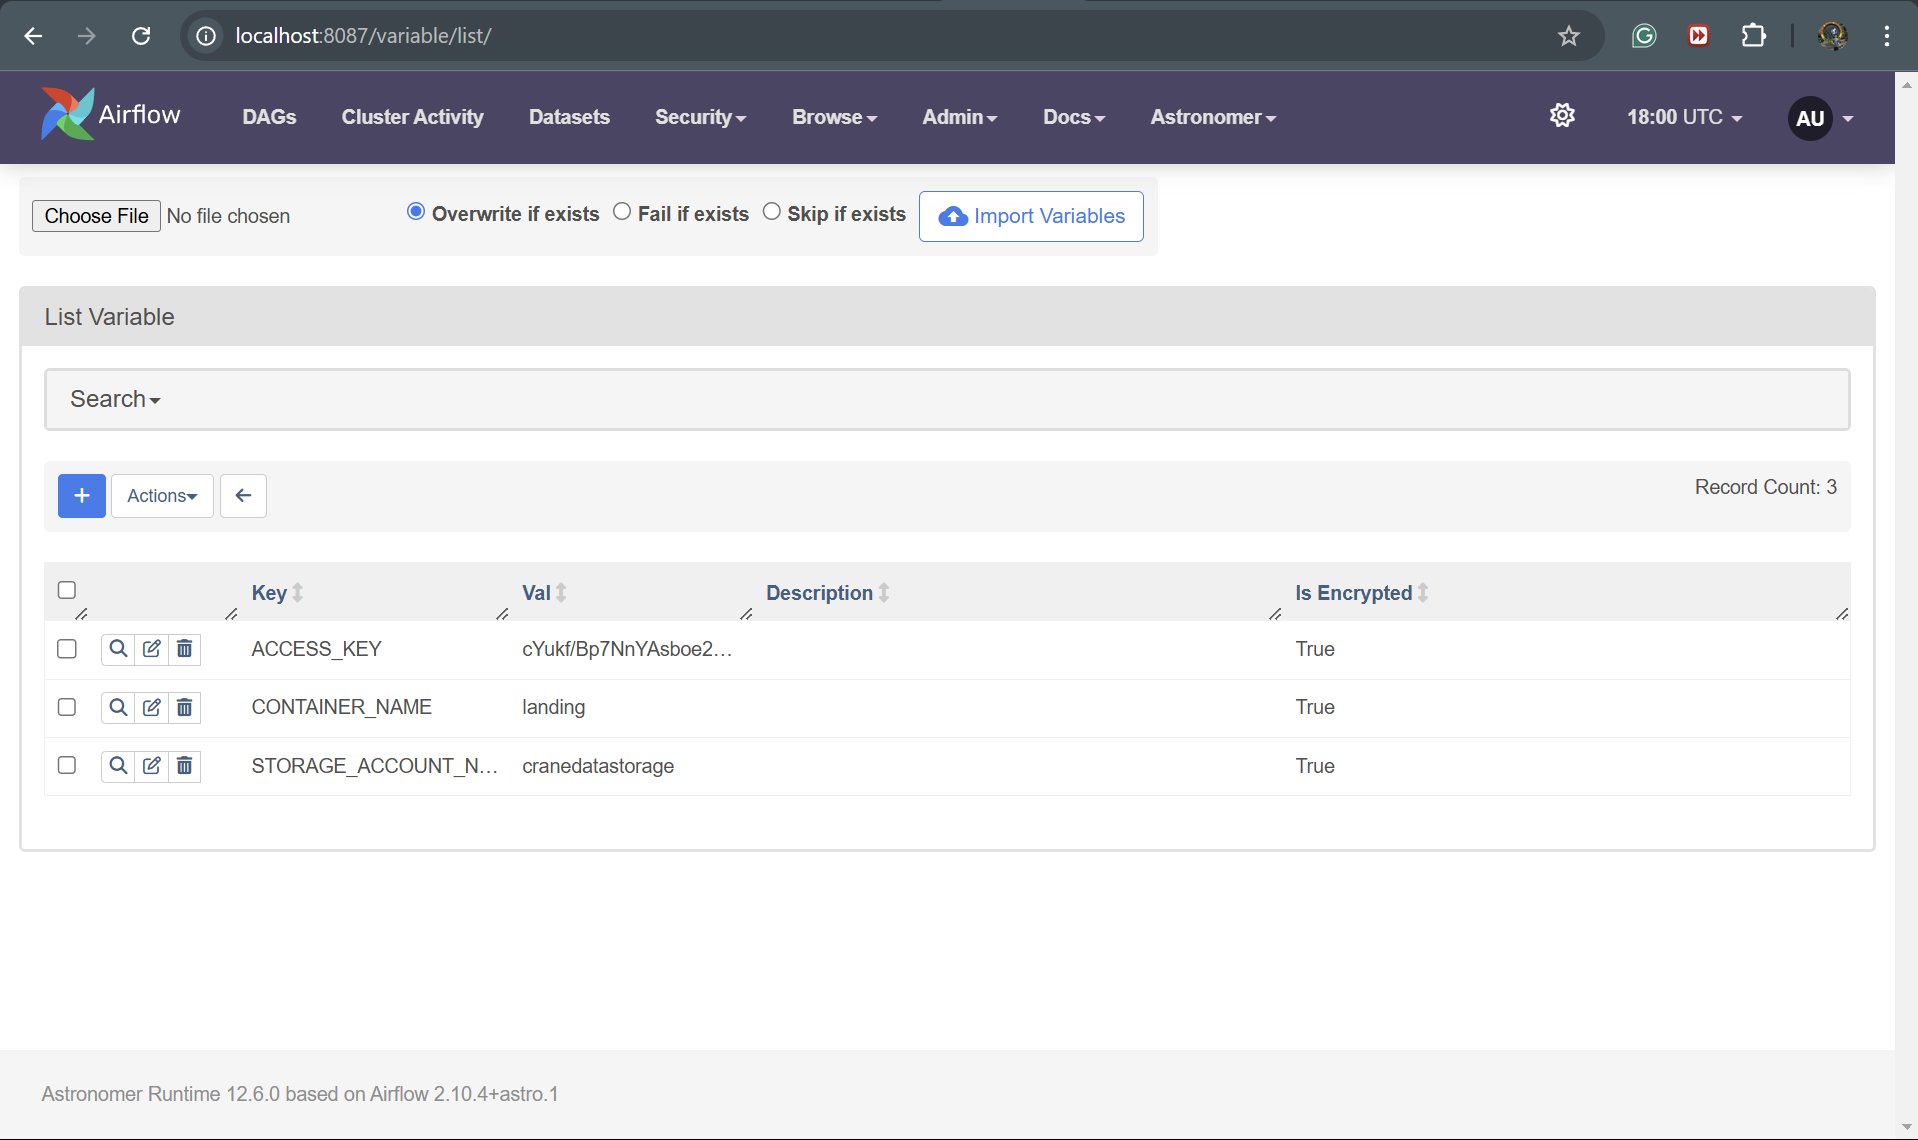 localhost:8087/variable/list/
Airflow DAGs Cluster Activity Datasets Security Browse Admin Docs Astronomer 18:00 UTC AU
Choose File No file chosen Overwrite if exists Fail if exists Skip if exists Import Variables
List Variable
Search
+ Actions Record Count: 3
Key Val Description Is Encrypted
ACCESS_KEY cYukf/Bp7NnYAsboe2... True
CONTAINER_NAME landing True
STORAGE_ACCOUNT_N... cranedatastorage True
Astronomer Runtime 12.6.0 based on Airflow 2.10.4+astro.1